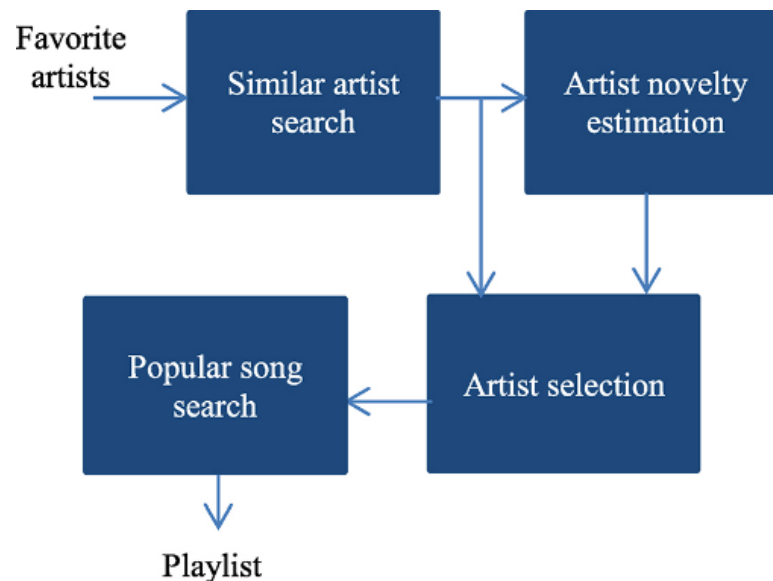 Favorite
artists
Similar artist
search
Artist novelty
estimation
Popular song
search
Artist selection
Playlist